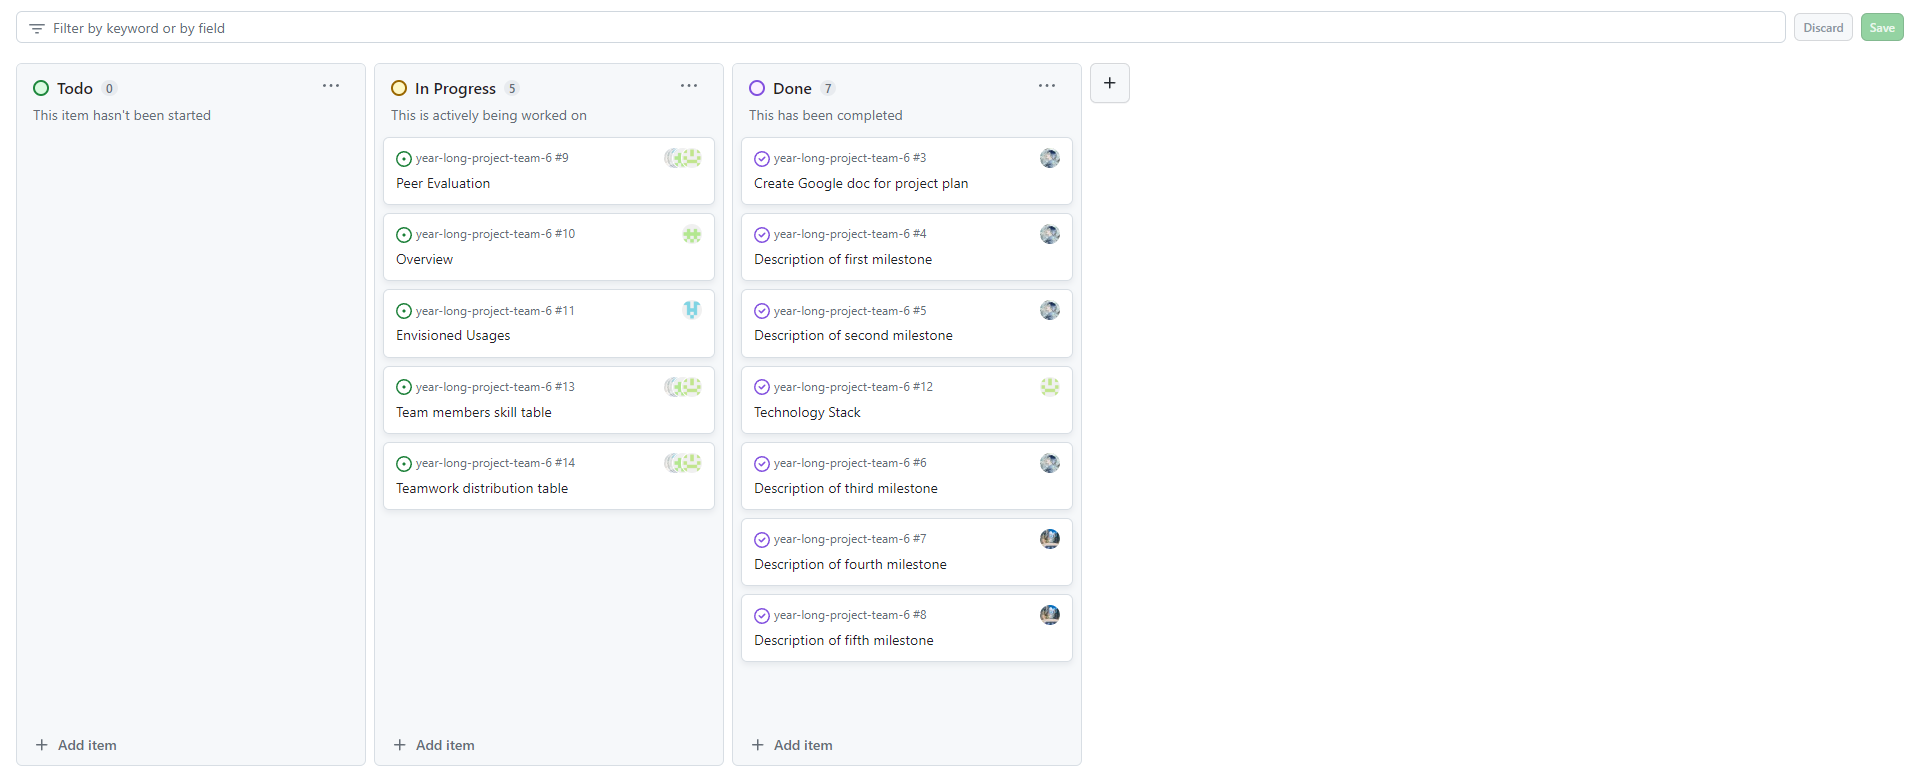 Filter by keyword or by field
Discard
Save
Todo 0
This item hasn't been started
Add item
In Progress 5
This is actively being worked on
year-long-project-team-6 #9
Peer Evaluation
year-long-project-team-6 #10
Overview
year-long-project-team-6 #11
Envisioned Usages
year-long-project-team-6 #13
Team members skill table
year-long-project-team-6 #14
Teamwork distribution table
Add item
Done 7
This has been completed
year-long-project-team-6 #3
Create Google doc for project plan
year-long-project-team-6 #4
Description of first milestone
year-long-project-team-6 #5
Description of second milestone
year-long-project-team-6 #12
Technology Stack
year-long-project-team-6 #6
Description of third milestone
year-long-project-team-6 #7
Description of fourth milestone
year-long-project-team-6 #8
Description of fifth milestone
Add item